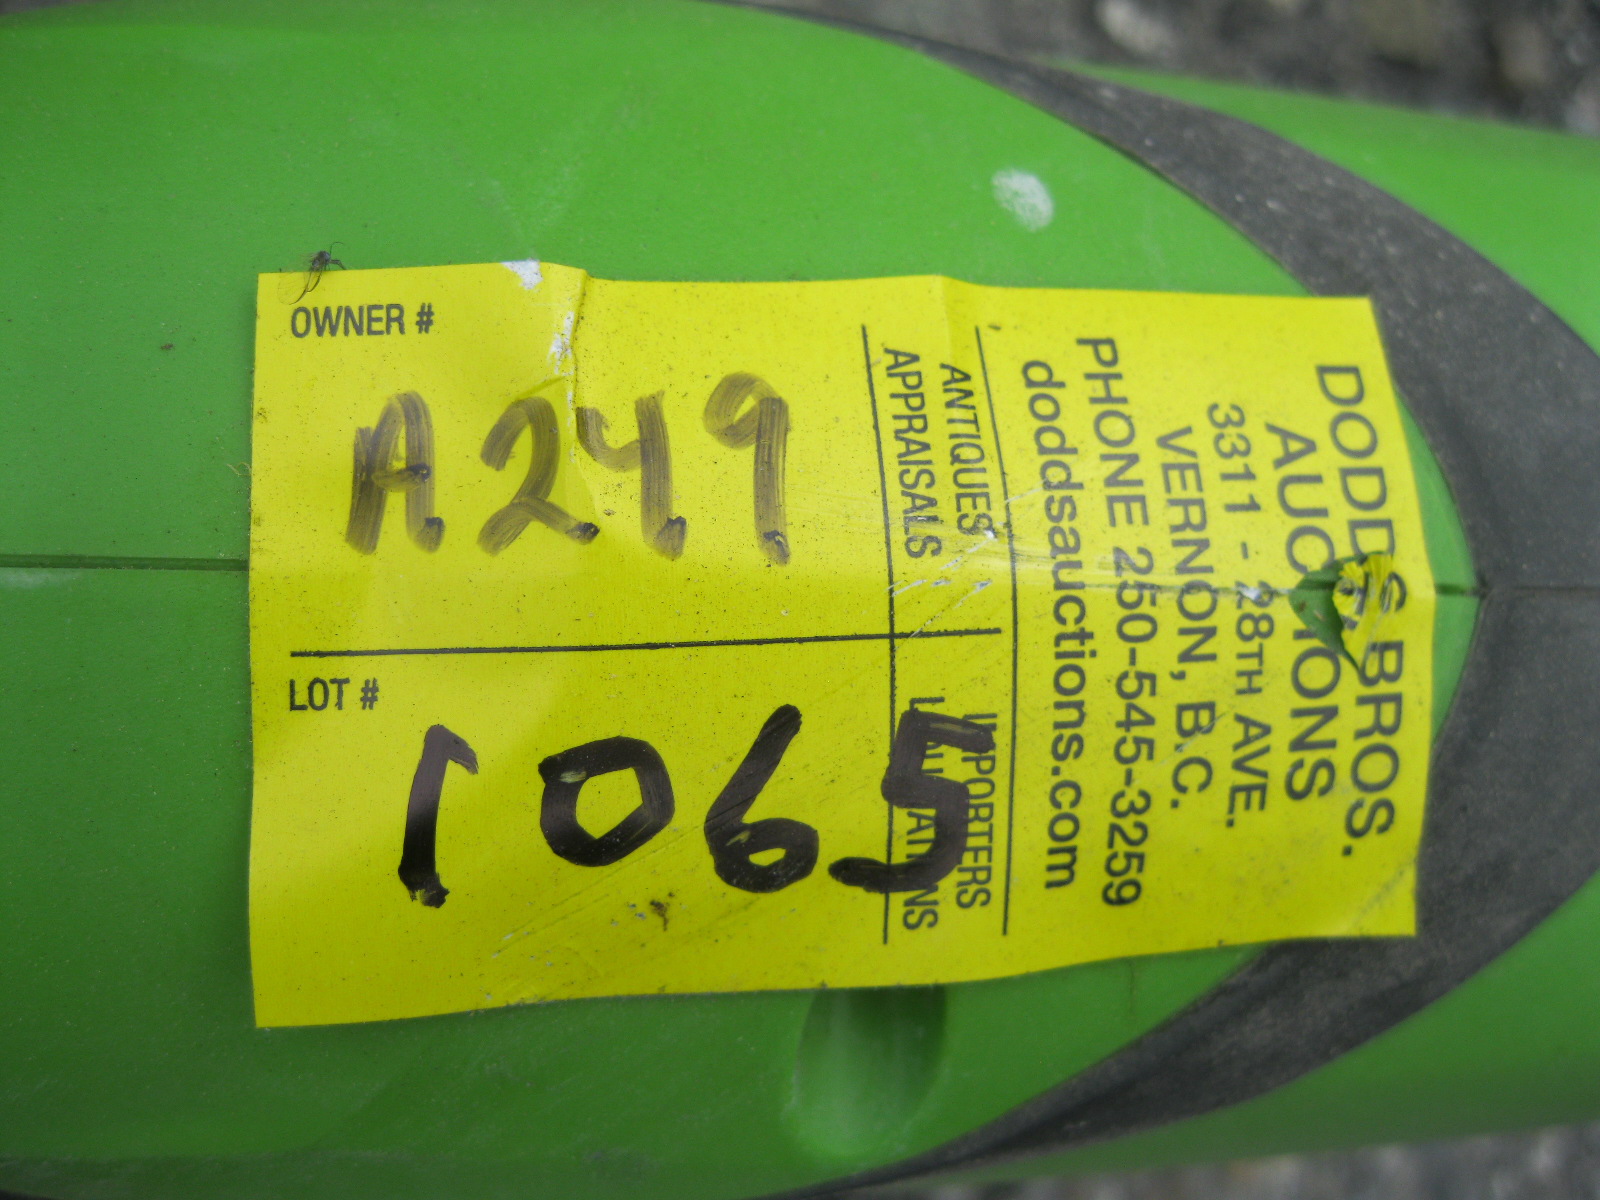 OWNER #
A249
LOT #
1065
DODDS BROS.
AUCTIONS
3311 - 28TH AVE.
VERNON, B.C.
PHONE 250-545-3259
doddsauctions.com
ANTIQUES IMPORTERS
APPRAISALS LIQUIDATIONS